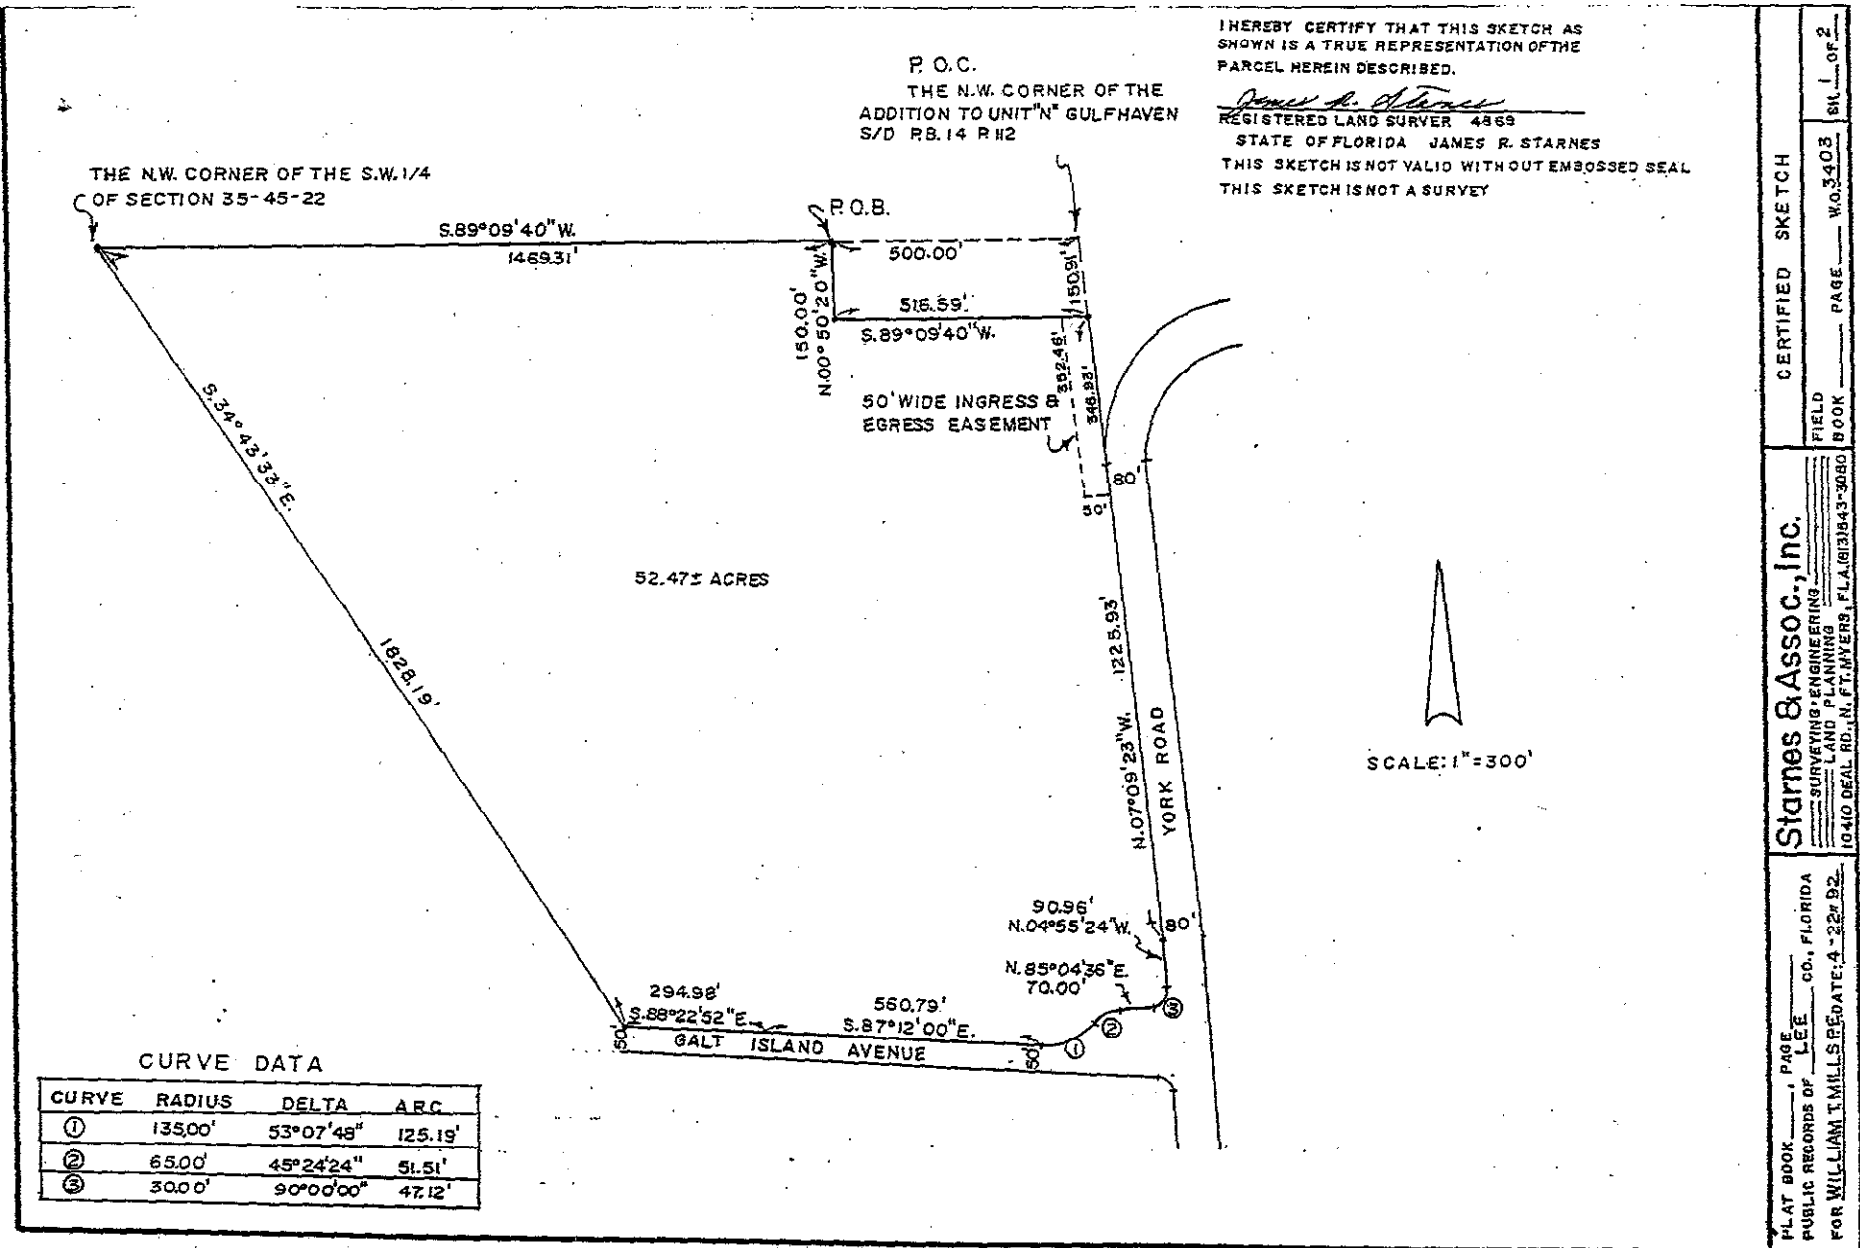 I HEREBY CERTIFY THAT THIS SKETCH AS
SHOWN IS A TRUE REPRESENTATION OF THE
PARCEL HEREIN DESCRIBED.
REGISTERED LAND SURVER 4869
STATE OF FLORIDA JAMES R. STARNES
THIS SKETCH IS NOT VALID WITHOUT EMBOSSED SEAL
THIS SKETCH IS NOT A SURVEY
P.O.C.
THE N.W. CORNER OF THE
ADDITION TO UNIT "N" GULFHAVEN
S/D P.B. 14 P. 112
THE N.W. CORNER OF THE S.W. 1/4
OF SECTION 35-45-22
P.O.B.
S.89°09'40"W.
1469.31'
500.00'
150.91'
150.00'
N.00°50'20"W.
516.59'
S.89°09'40"W.
352.46'
346.93'
50' WIDE INGRESS &
EGRESS EASEMENT
80'
50'
S.34°43'33"E.
1828.19'
52.47± ACRES
1225.93'
N.07°09'23"W.
YORK ROAD
SCALE: 1"=300'
90.96'
N.04°55'24"W.
80'
N.85°04'36"E.
70.00'
294.98'
S.88°22'52"E.
560.79'
S.87°12'00"E.
50'
GALT ISLAND AVENUE
50'
①
②
③
CURVE DATA
CURVE RADIUS DELTA ARC
① 135.00' 53°07'48" 125.19'
② 65.00' 45°24'24" 51.51'
③ 30.00' 90°00'00" 47.12'
CERTIFIED SKETCH
FIELD
BOOK PAGE W.O.3403 SH. 1 OF 2
Starnes & Assoc., Inc.
SURVEYING·ENGINEERING
LAND PLANNING
10410 DEAL RD., N. FT. MYERS, FLA.(813)543-3080
PLAT BOOK , PAGE
PUBLIC RECORDS OF LEE CO., FLORIDA
FOR WILLIAM T. MILLSPE DATE: 4-22-92